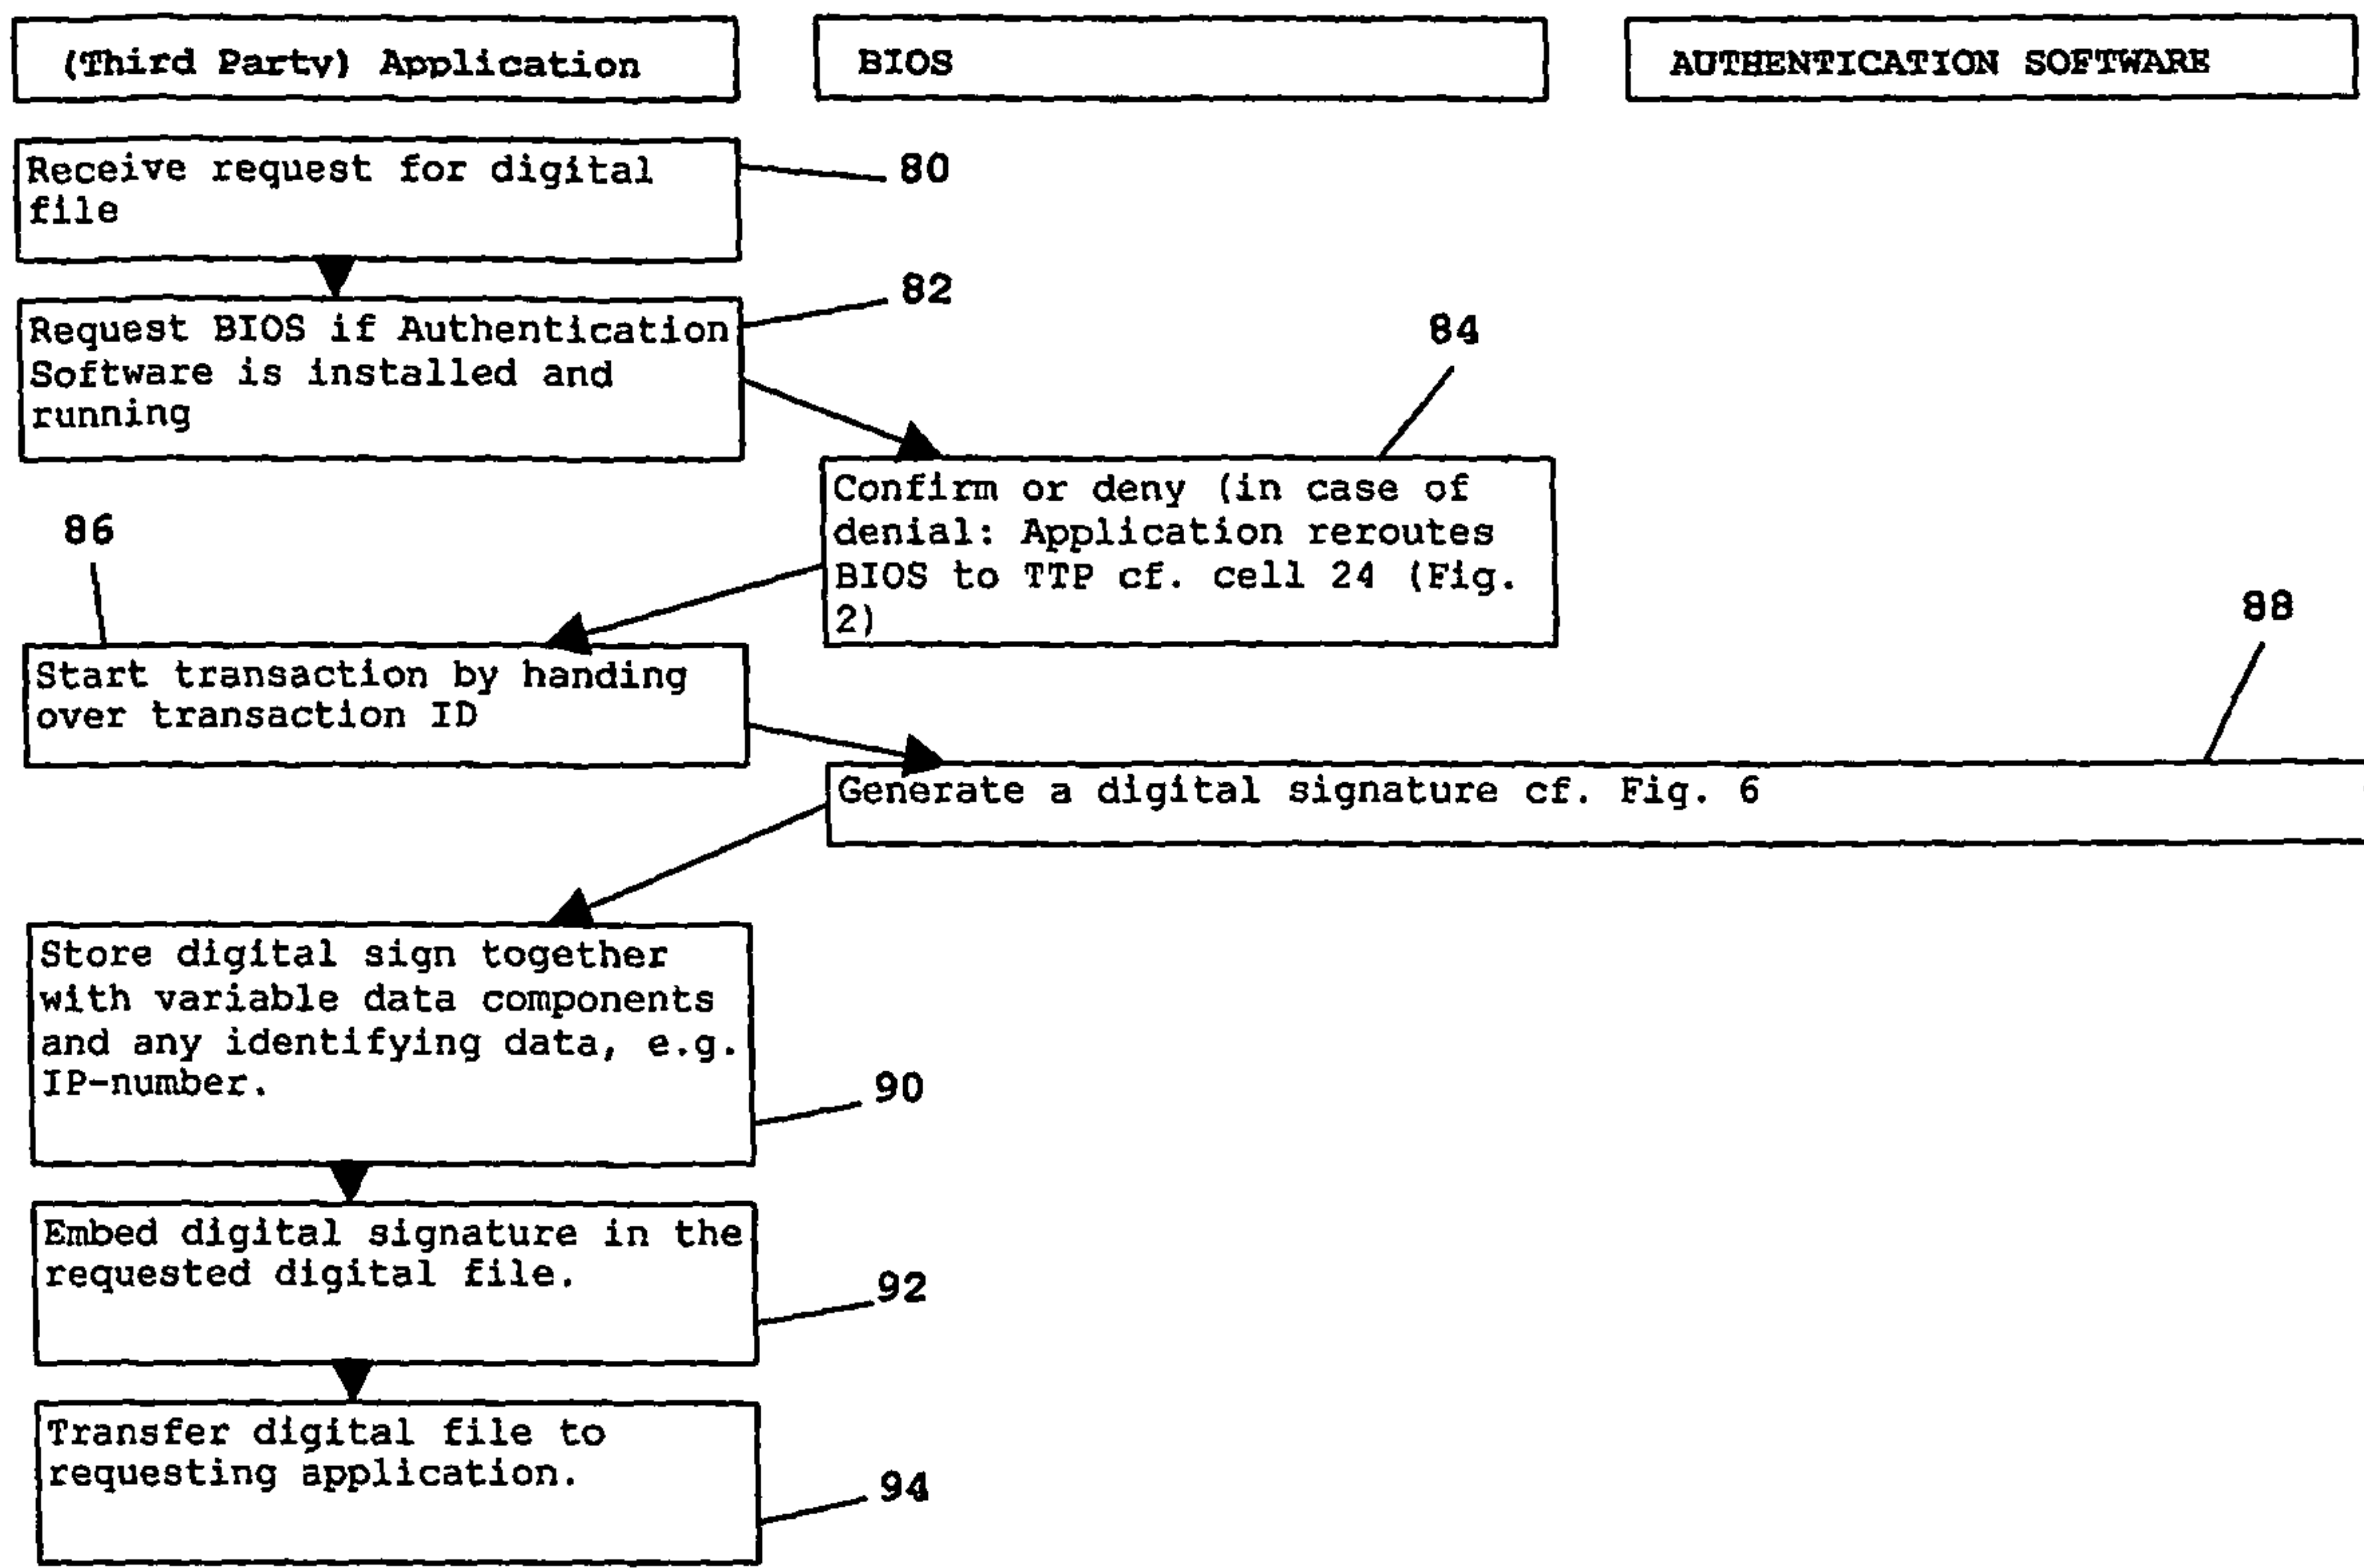 (Third Party) Application
BIOS
AUTHENTICATION SOFTWARE
Receive request for digital
file
80
Request BIOS if Authentication
Software is installed and
running
82
84
Confirm or deny (in case of
denial: Application reroutes
BIOS to TTP cf. cell 24 (Fig.
2)
86
Start transaction by handing
over transaction ID
88
Generate a digital signature cf. Fig. 6
Store digital sign together
with variable data components
and any identifying data, e.g.
IP-number.
90
Embed digital signature in the
requested digital file.
92
Transfer digital file to
requesting application.
94